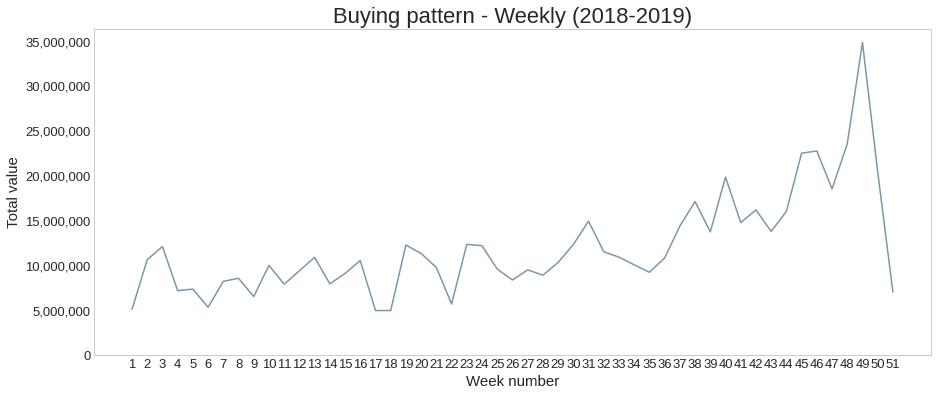 Buying pattern - Weekly (2018-2019)
35,000,000
30,000,000
25,000,000
20,000,000
15,000,000
10,000,000
5,000,000
0
Total value
1 2 3 4 5 6 7 8 9 10 11 12 13 14 15 16 17 18 19 20 21 22 23 24 25 26 27 28 29 30 31 32 33 34 35 36 37 38 39 40 41 42 43 44 45 46 47 48 49 50 51
Week number